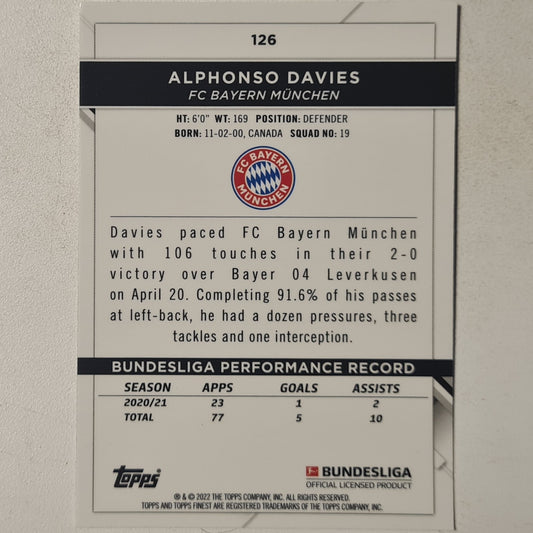 126
ALPHONSO DAVIES
FC BAYERN MÜNCHEN
HT: 6'0" WT: 169 POSITION: DEFENDER
BORN: 11-02-00, CANADA SQUAD NO: 19
FC BAYERN
MÜNCHEN
Davies paced FC Bayern München
with 106 touches in their 2-0
victory over Bayer 04 Leverkusen
on April 20. Completing 91.6% of his passes
at left-back, he had a dozen pressures, three
tackles and one interception.
BUNDESLIGA PERFORMANCE RECORD
SEASON APPS GOALS ASSISTS
2020/21 23 1 2
TOTAL 77 5 10
topps BUNDESLIGA
OFFICIAL LICENSED PRODUCT
® & © 2022 THE TOPPS COMPANY, INC. ALL RIGHTS RESERVED.
TOPPS AND TOPPS FINEST ARE REGISTERED TRADEMARKS OF THE TOPPS COMPANY, INC.